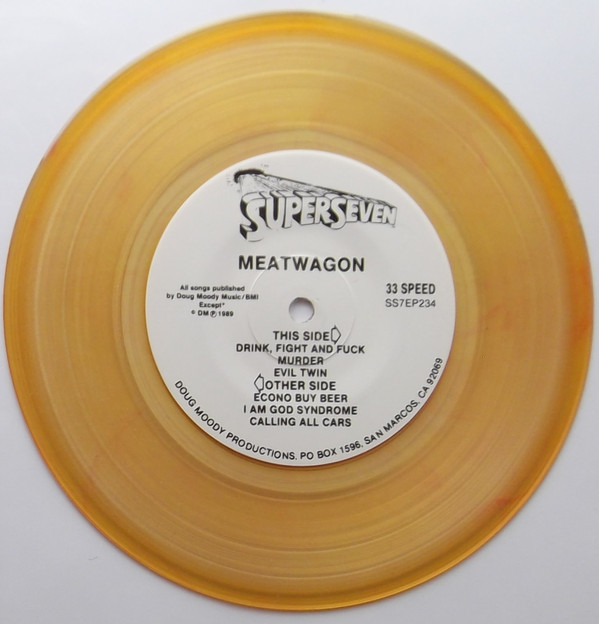 SUPERSEVEN
MEATWAGON
All songs published
by Doug Moody Music/BMI
Except*
© DM ℗ 1989
33 SPEED
SS7EP234
THIS SIDE
DRINK, FIGHT AND FUCK
MURDER
EVIL TWIN
OTHER SIDE
ECONO BUY BEER
I AM GOD SYNDROME
CALLING ALL CARS
DOUG MOODY PRODUCTIONS, PO BOX 1596, SAN MARCOS, CA 92069